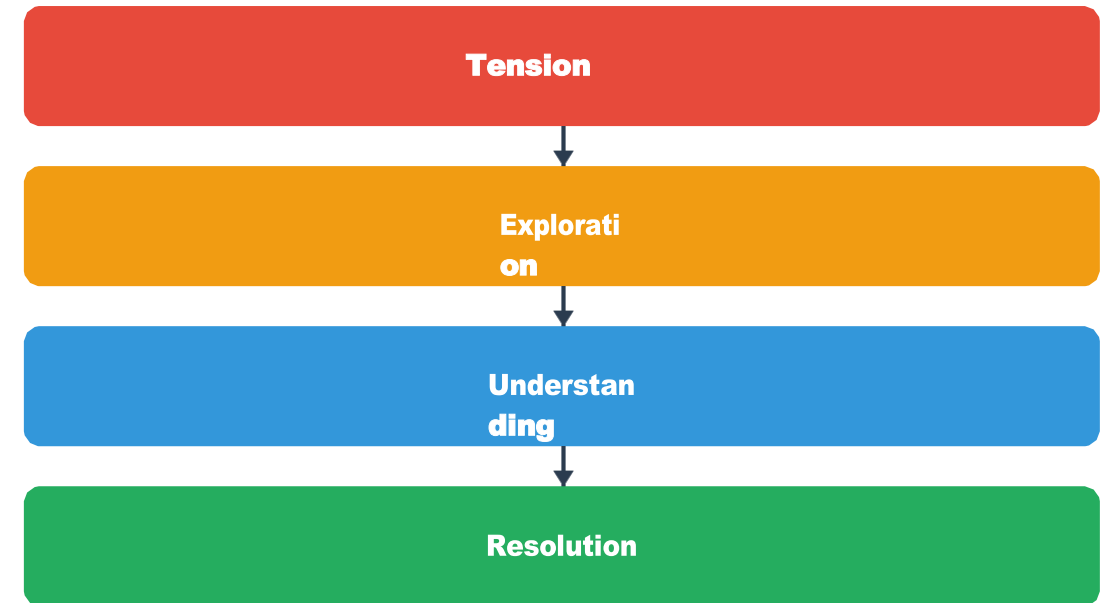 Tension
Explorati
on
Understan
ding
Resolution